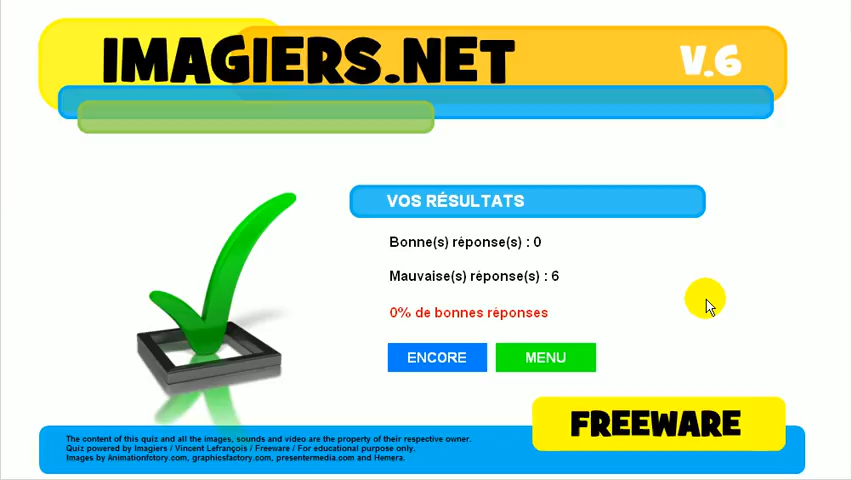 IMAGIERS.NET
V.6
VOS RÉSULTATS
Bonne(s) réponse(s) : 0
Mauvaise(s) réponse(s) : 6
0% de bonnes réponses
ENCORE
MENU
FREEWARE
The content of this quiz and all the images, sounds and video are the property of their respective owner.
Quiz powered by Imagiers / Vincent Lefrançois / Freeware / For educational purpose only.
Images by Animationfctory.com, graphicsfactory.com, presentermedia.com and Hemera.